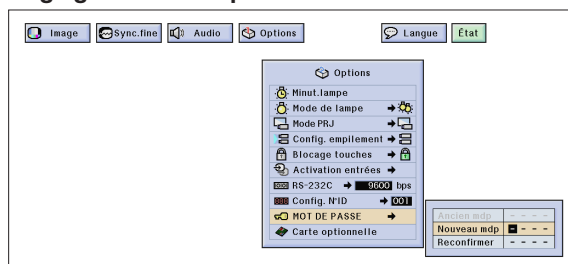 Image Sync.fine Audio Options Langue État
Options
Minut.lampe
Mode de lampe
Mode PRJ
Config. empilement
Blocage touches
Activation entrées
RS-232C 9600 bps
Config. N'ID 001
MOT DE PASSE
Carte optionnelle
Ancien mdp - - - -
Nouveau mdp - - - -
Reconfirmer - - - -